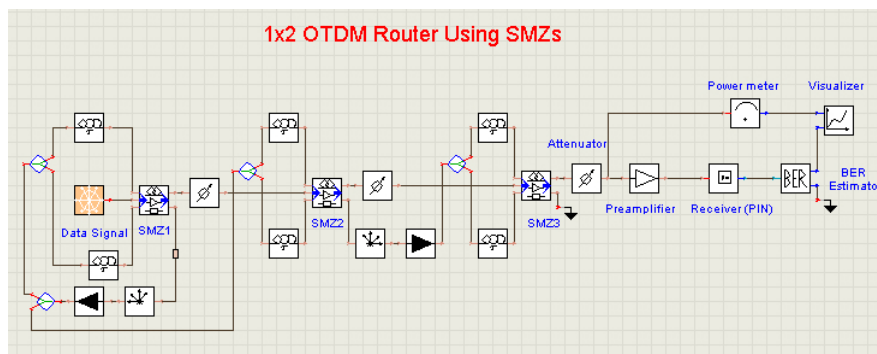 1x2 OTDM Router Using SMZs
Power meter
Visualizer
Attenuator
BER
BER
Estimato
Data Signal
SMZ1
SMZ2
SMZ3
Preamplifier
Receiver (PIN)